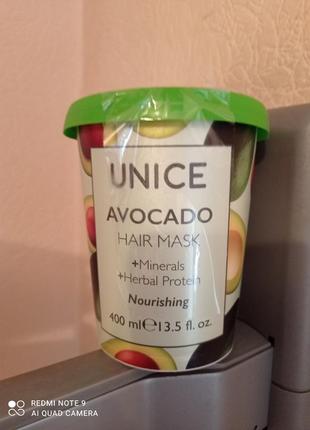 UNICE
AVOCADO
HAIR MASK
+Minerals
+Herbal Protein
Nourishing
400 ml℮13.5 fl. oz.
REDMI NOTE 9
AI QUAD CAMERA